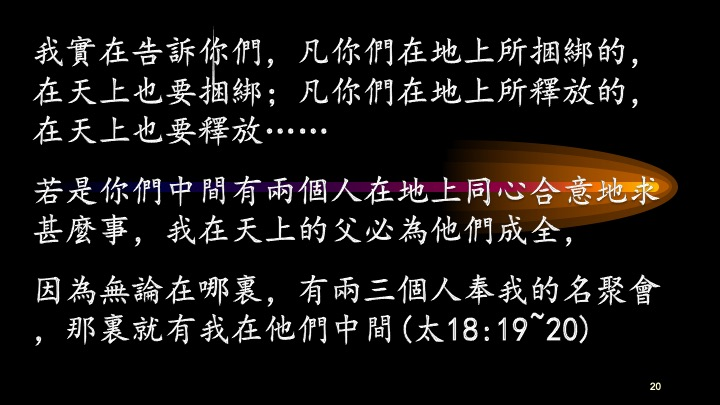 我實在告訴你們，凡你們在地上所捆綁的，
在天上也要捆綁；凡你們在地上所釋放的，
在天上也要釋放……
若是你們中間有兩個人在地上同心合意地求
甚麼事，我在天上的父必為他們成全，
因為無論在哪裏，有兩三個人奉我的名聚會
，那裏就有我在他們中間(太18:19~20)
20